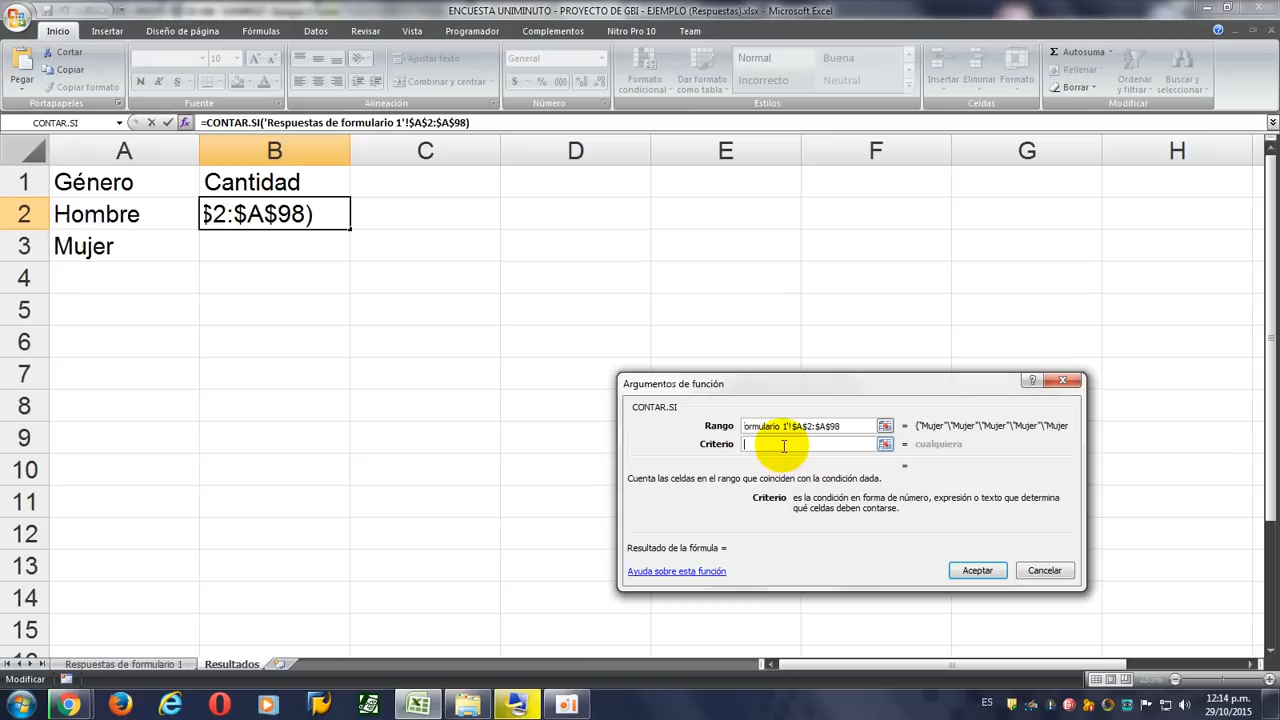 ENCUESTA UNIMINUTO - PROYECTO DE GBI - EJEMPLO (Respuestas).xlsx - Microsoft Excel
Inicio Insertar Diseño de página Fórmulas Datos Revisar Vista Programador Complementos Nitro Pro 10 Team
Pegar
Cortar
Copiar
Copiar formato
Portapapeles
10
N K S
Fuente
Ajustar texto
Combinar y centrar
Alineación
General
Número
Formato condicional
Dar formato como tabla
Normal Buena
Incorrecto Neutral
Estilos
Insertar Eliminar Formato
Celdas
Autosuma
Rellenar
Borrar
Ordenar y filtrar
Buscar y seleccionar
Modificar
CONTAR.SI
=CONTAR.SI('Respuestas de formulario 1'!$A$2:$A$98)
A B C D E F G H
1 Género Cantidad
2 Hombre $2:$A$98)
3 Mujer
4
5
6
7
8
9
10
11
12
13
14
15
Argumentos de función
CONTAR.SI
Rango ormulario 1'!$A$2:$A$98 = {"Mujer"\"Mujer"\"Mujer"\"Mujer"\"Mujer
Criterio = cualquiera
=
Cuenta las celdas en el rango que coinciden con la condición dada.
Criterio es la condición en forma de número, expresión o texto que determina
qué celdas deben contarse.
Resultado de la fórmula =
Ayuda sobre esta función
Aceptar Cancelar
Respuestas de formulario 1 Resultados
Modificar
ES
12:14 p.m.
29/10/2015